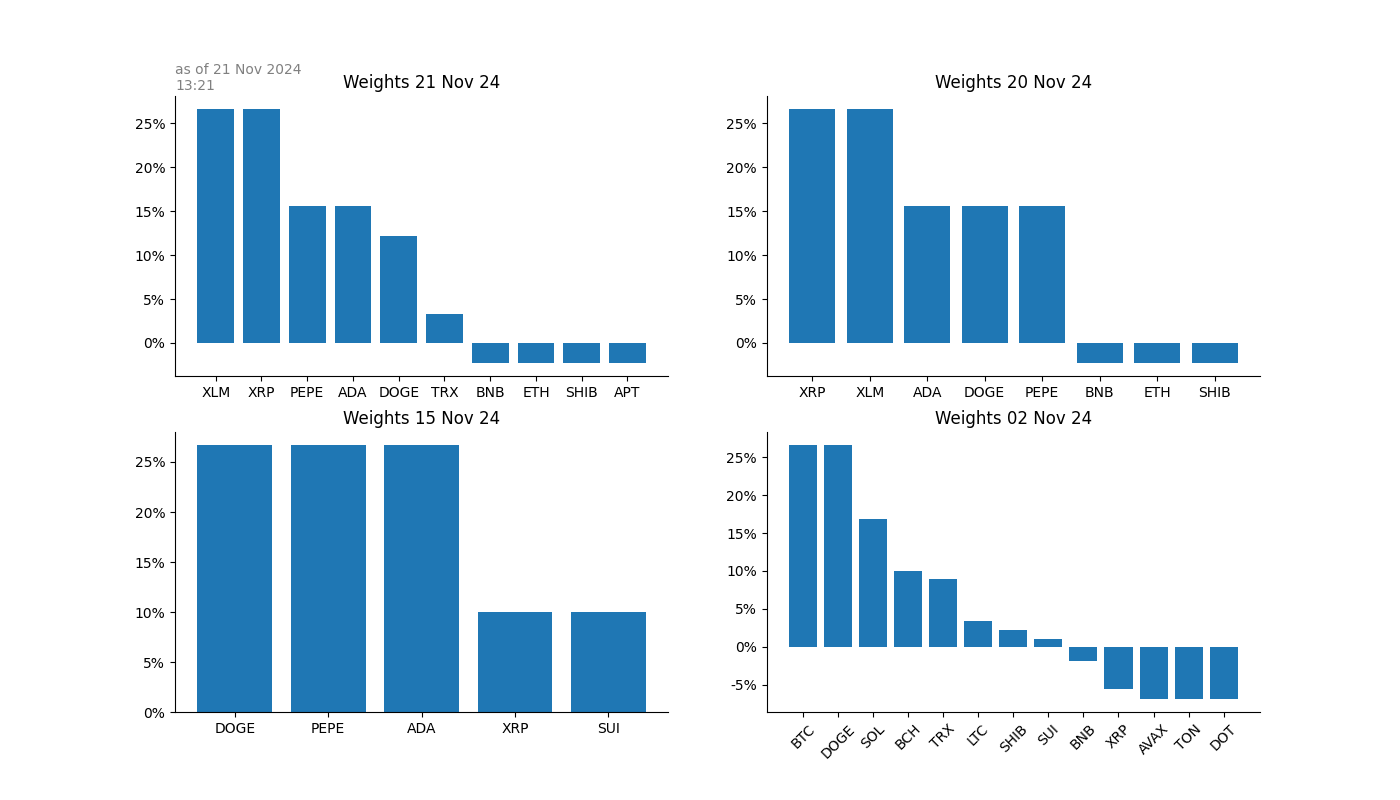 as of 21 Nov 2024
13:21
Weights 21 Nov 24
25%
20%
15%
10%
5%
0%
XLM XRP PEPE ADA DOGE TRX BNB ETH SHIB APT
Weights 20 Nov 24
25%
20%
15%
10%
5%
0%
XRP XLM ADA DOGE PEPE BNB ETH SHIB
Weights 15 Nov 24
25%
20%
15%
10%
5%
0%
DOGE PEPE ADA XRP SUI
Weights 02 Nov 24
25%
20%
15%
10%
5%
0%
-5%
BTC DOGE SOL BCH TRX LTC SHIB SUI BNB XRP AVAX TON DOT